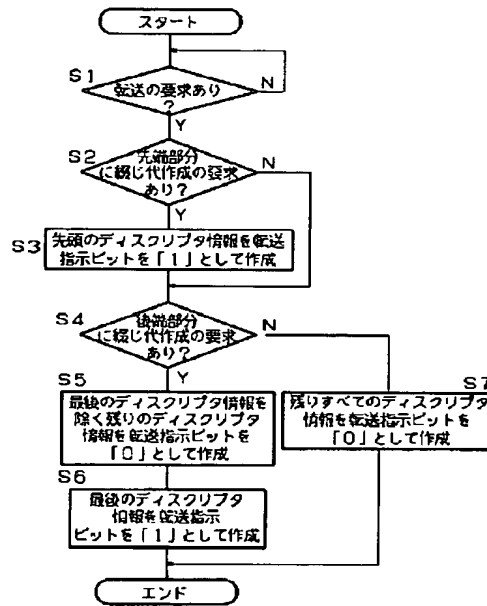 スタート
S1
転送の要求あり
?
N
Y
S2
先端部分
に綴じ代作成の要求
あり?
N
Y
S3
先頭のディスクリプタ情報を転送
指示ビットを「1」として作成
S4
後端部分
に綴じ代作成の要求
あり?
N
Y
S5
最後のディスクリプタ情報を
除く残りのディスクリプタ
情報を転送指示ビットを
「0」として作成
S7
残りすべてのディスクリプタ
情報を転送指示ビットを
「0」として作成
S6
最後のディスクリプタ
情報を転送指示
ビットを「1」として作成
エンド